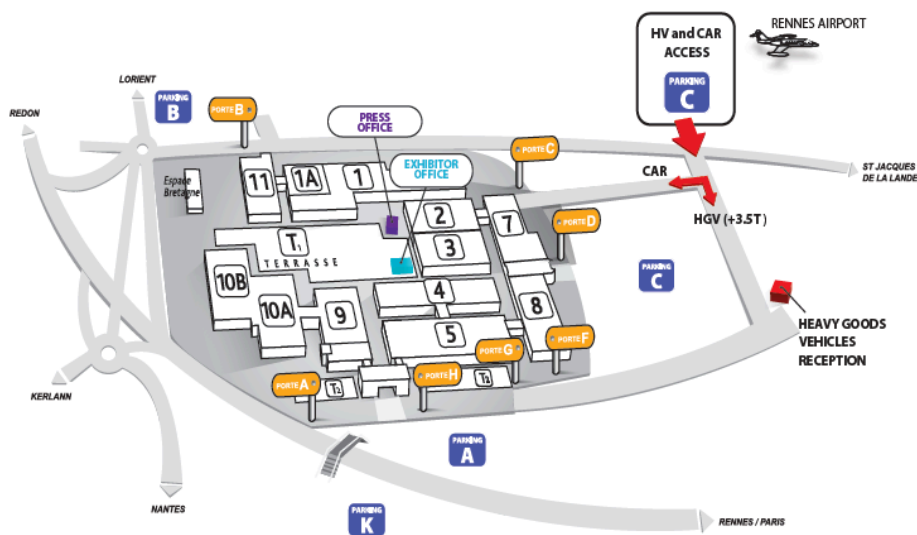 RENNES AIRPORT
HV and CAR
ACCESS
PARKING
C
LORIENT
REDON
PARKING
B
PORTE B
PRESS
OFFICE
EXHIBITOR
OFFICE
PORTE C
ST JACQUES
DE LA LANDE
CAR
HGV (+3.5T)
Espace
Bretagne
11
1A
1
2
7
PORTE D
T1
TERRASSE
3
PARKING
C
10B
10A
9
4
8
5
HEAVY GOODS
VEHICLES
RECEPTION
PORTE G
PORTE F
PORTE A
T2
PORTE H
T3
KERLANN
PARKING
A
NANTES
PARKING
K
RENNES / PARIS